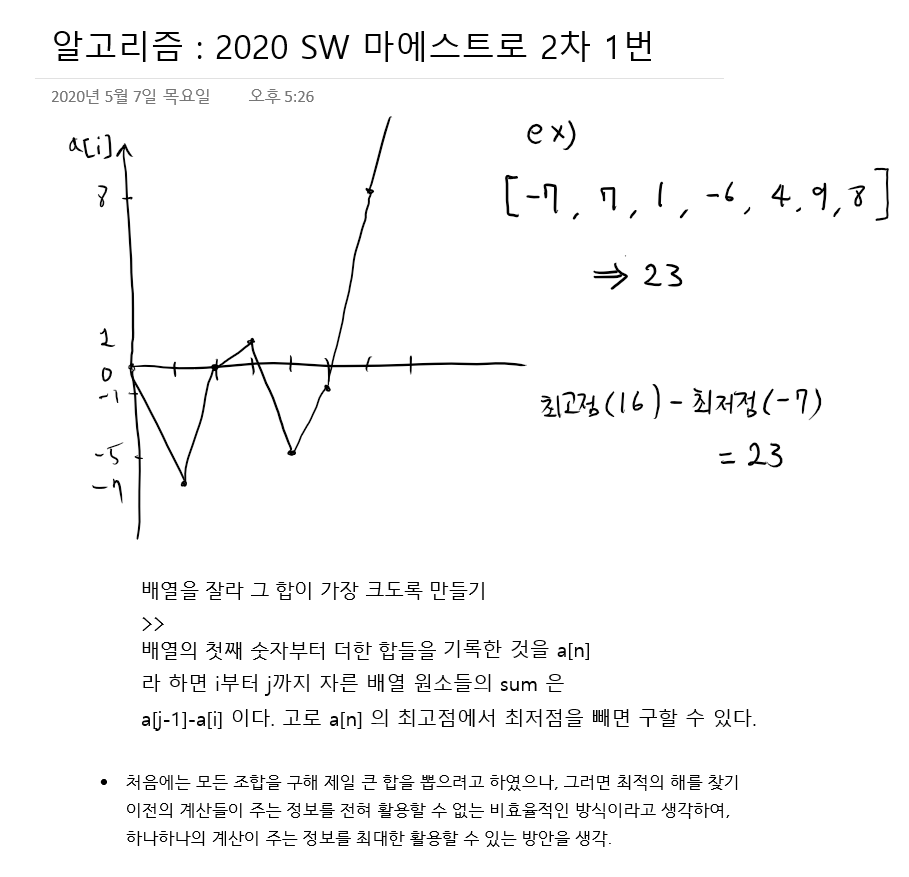 알고리즘 : 2020 SW 마에스트로 2차 1번
2020년 5월 7일 목요일 오후 5:26
a[i]
8
1
0
-1
-5
-7
ex)
[-7, 7, 1, -6, 4, 9, 8]
⇒ 23
최고점(16) - 최저점(-7)
= 23
배열을 잘라 그 합이 가장 크도록 만들기
>>
배열의 첫째 숫자부터 더한 합들을 기록한 것을 a[n]
라 하면 i부터 j까지 자른 배열 원소들의 sum 은
a[j-1]-a[i] 이다. 고로 a[n] 의 최고점에서 최저점을 빼면 구할 수 있다.
• 처음에는 모든 조합을 구해 제일 큰 합을 뽑으려고 하였으나, 그러면 최적의 해를 찾기
이전의 계산들이 주는 정보를 전혀 활용할 수 없는 비효율적인 방식이라고 생각하여,
하나하나의 계산이 주는 정보를 최대한 활용할 수 있는 방안을 생각.